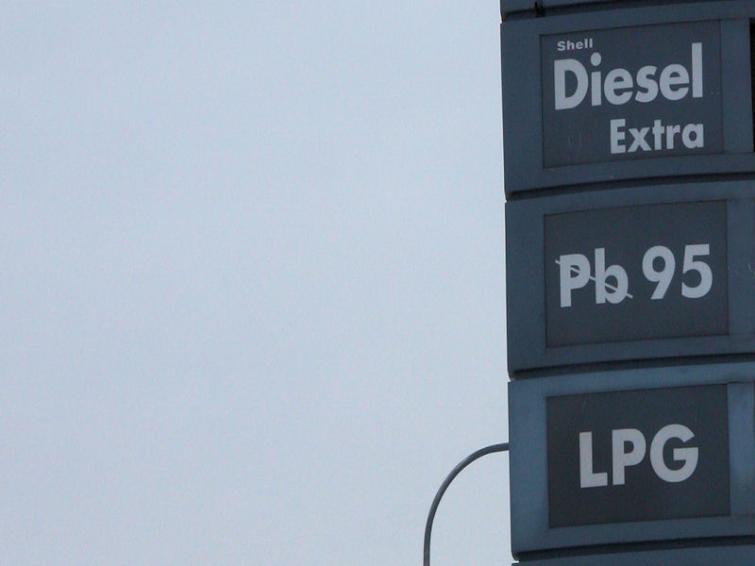 Shell
Diesel
Extra
Pb 95
LPG